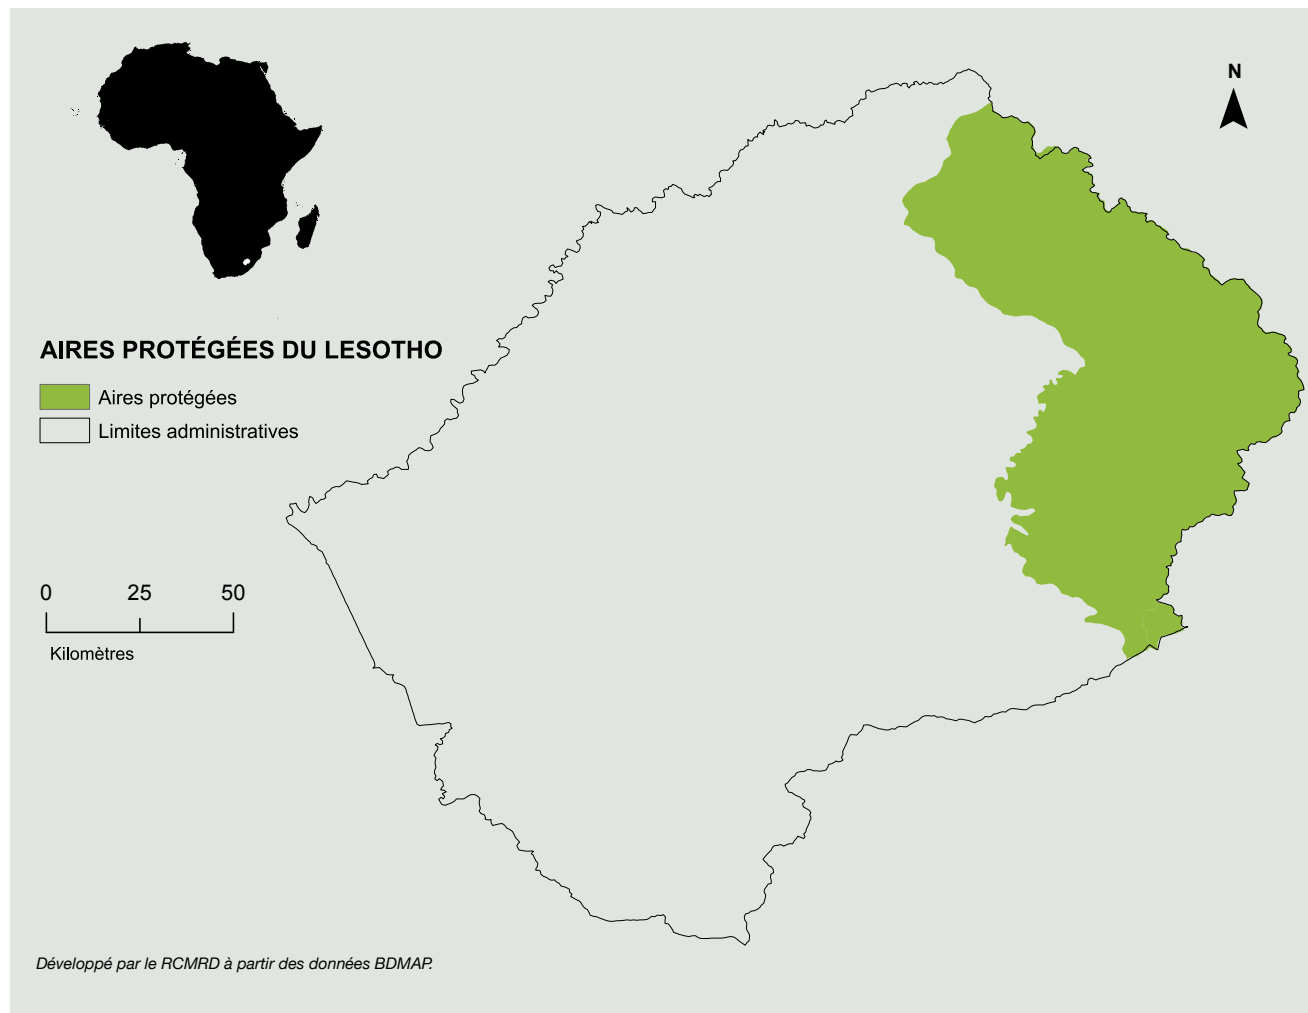 N
AIRES PROTÉGÉES DU LESOTHO
Aires protégées
Limites administratives
0 25 50
Kilomètres
Développé par le RCMRD à partir des données BDMAP.